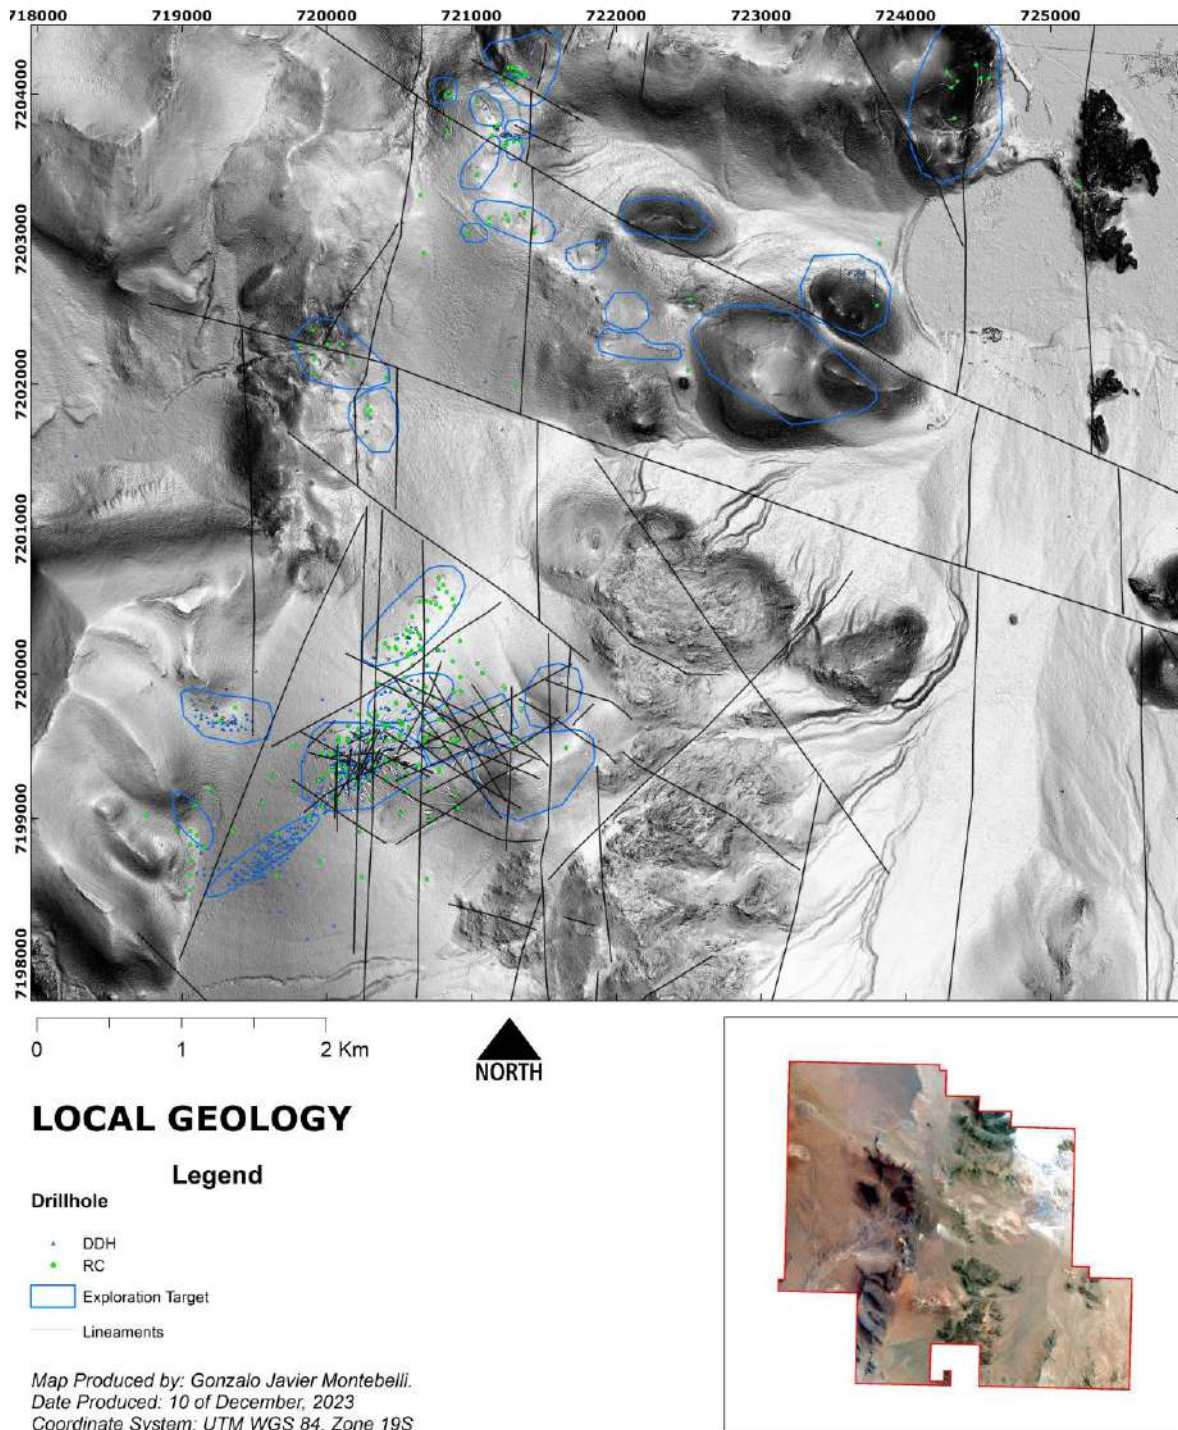 718000 719000 720000 721000 722000 723000 724000 725000
7204000
7203000
7202000
7201000
7200000
7199000
7198000
0 1 2 Km
NORTH
LOCAL GEOLOGY
Legend
Drillhole
DDH
RC
Exploration Target
Lineaments
Map Produced by: Gonzalo Javier Montebelli.
Date Produced: 10 of December, 2023
Coordinate System: UTM WGS 84, Zone 19S